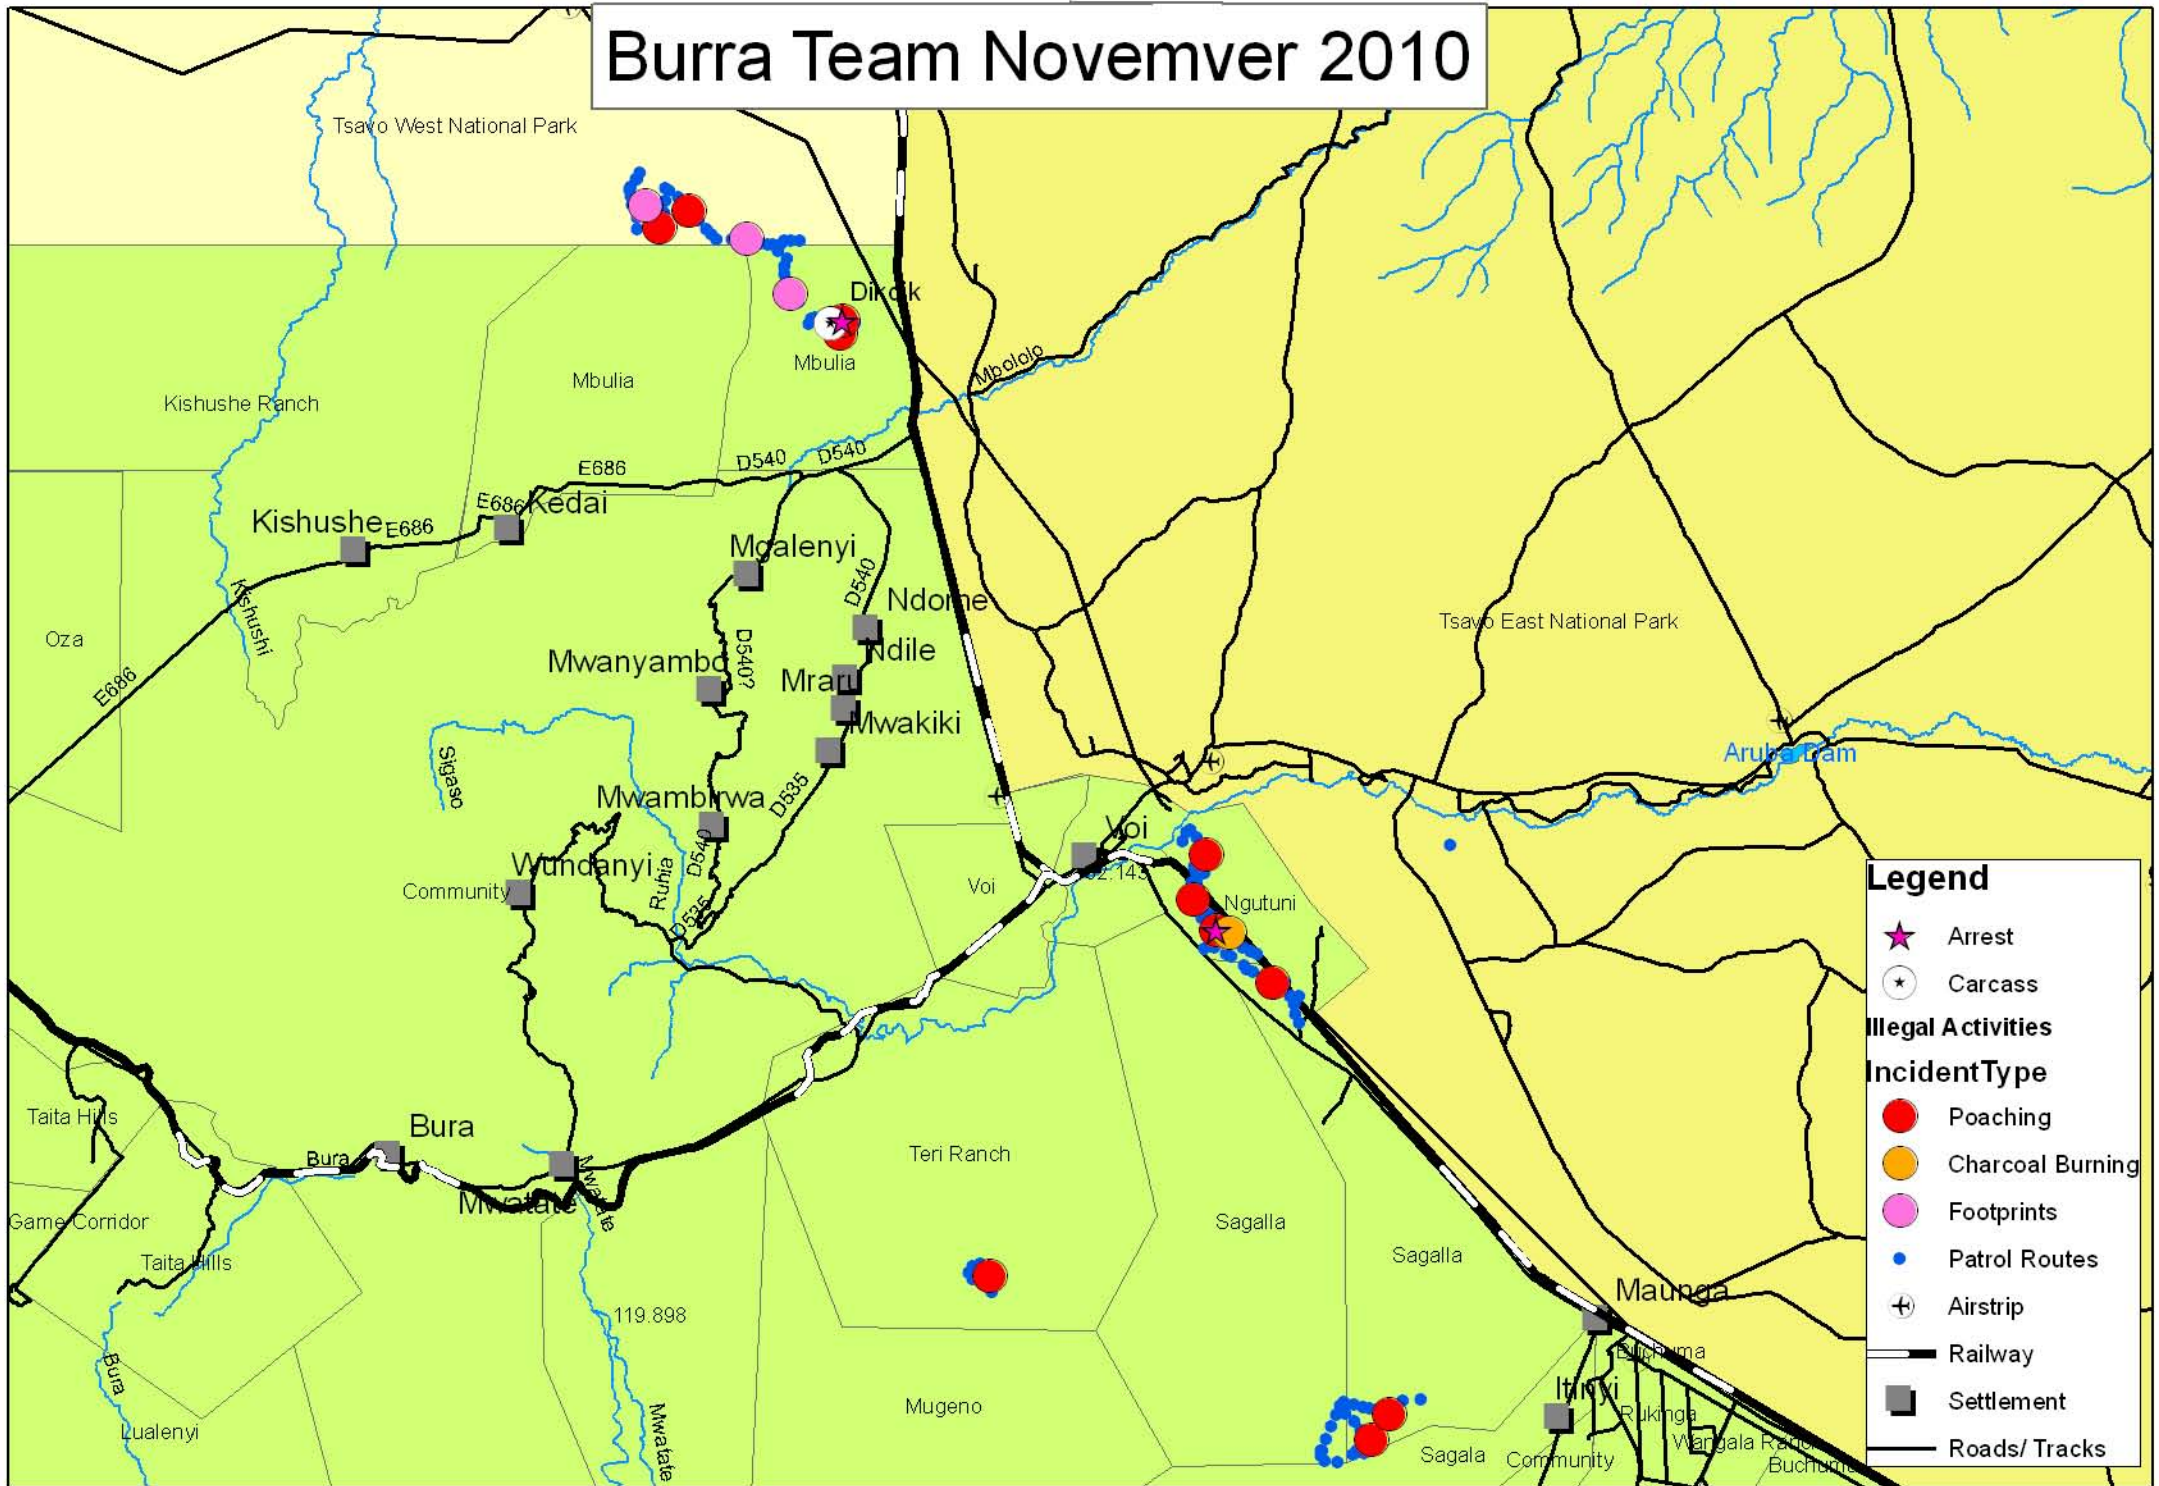 Burra Team Novemver 2010
Tsavo West National Park
Dikdik
Mbulia
Mbulia
Kishushe Ranch
Mbololo
D540
D540
E686
E686
Kedai
Kishushe
E686
Mgalenyi
D540
Ndome
Kishushi
Oza
Tsavo East National Park
Ndile
D540?
Mwanyambo
Mraru
E686
Mwakiki
Aruba Dam
Sigaso
D535
Mwambirwa
Voi
D540
Wundanyi
Ruhia
Community
Voi
Ngutuni
D535
Taita Hills
Bura
Bura
Teri Ranch
Mwatate
Mwatate
Game Corridor
Sagalla
Sagalla
Taita Hills
Maunga
119.898
Buchuma
Bura
Itinyi
Mugeno
Rukinga
Lualenyi
Mwatate
Sagala
Community
Wangala Ranch
Legend
Arrest
Carcass
Illegal Activities
IncidentType
Poaching
Charcoal Burning
Footprints
Patrol Routes
Airstrip
Railway
Settlement
Roads/ Tracks